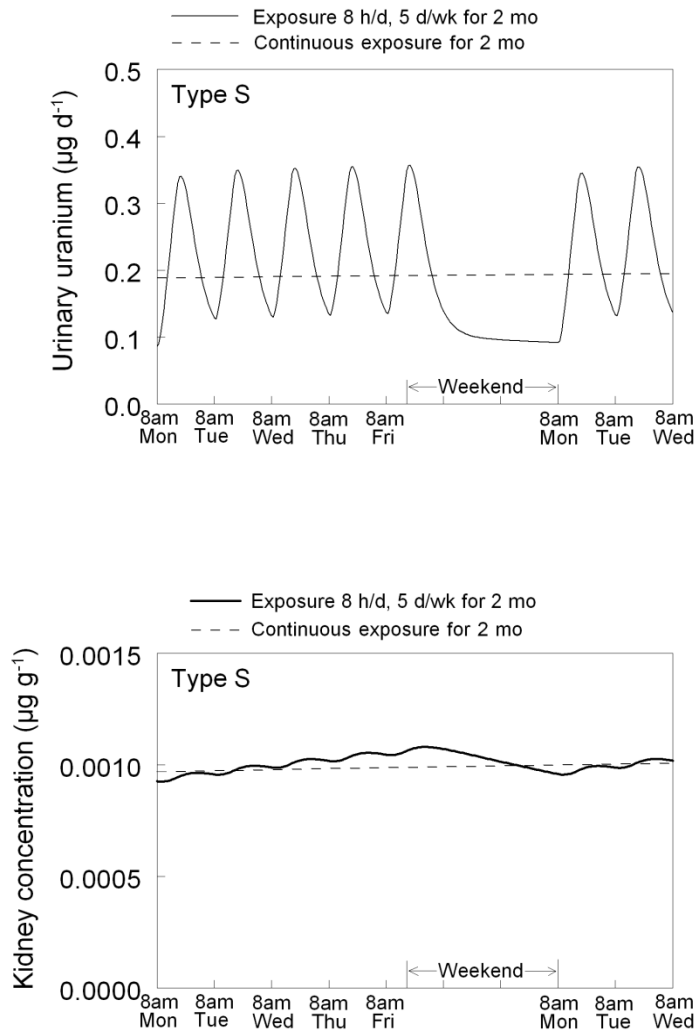 Exposure 8 h/d, 5 d/wk for 2 mo
Continuous exposure for 2 mo
Type S
Urinary uranium (µg d⁻¹)
0.5
0.4
0.3
0.2
0.1
0.0
Weekend
8am 8am 8am 8am 8am 8am 8am 8am
Mon Tue Wed Thu Fri Mon Tue Wed
Exposure 8 h/d, 5 d/wk for 2 mo
Continuous exposure for 2 mo
Type S
Kidney concentration (µg g⁻¹)
0.0015
0.0010
0.0005
0.0000
Weekend
8am 8am 8am 8am 8am 8am 8am 8am
Mon Tue Wed Thu Fri Mon Tue Wed